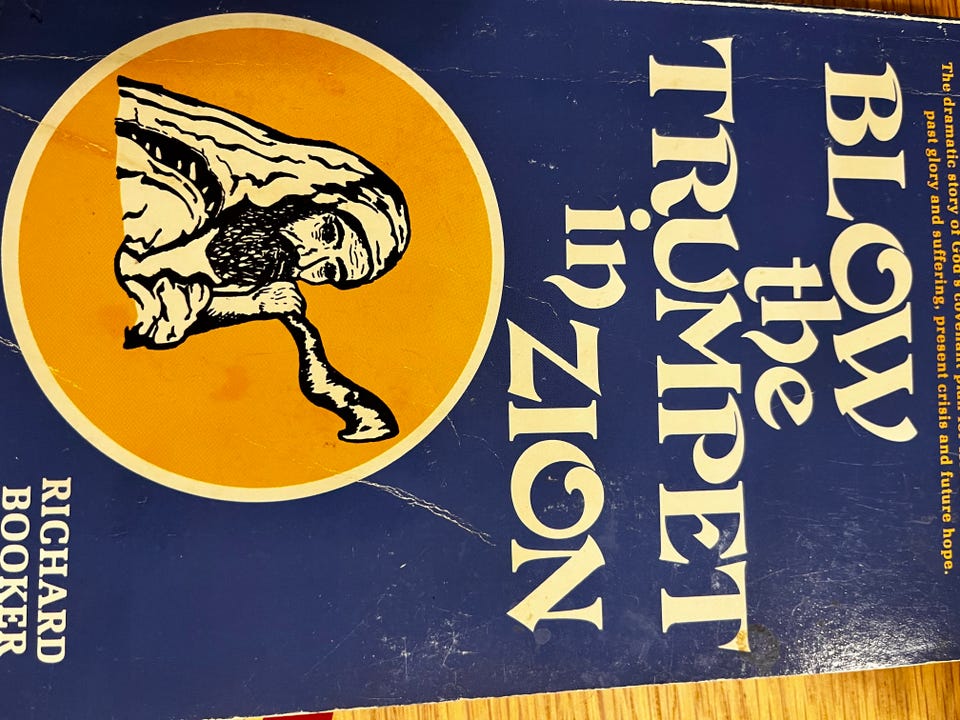 The dramatic story of God's covenant plan
past glory and suffering, present crisis and future hope.
BLOW
the
TRUMPET
in
ZION
RICHARD
BOOKER